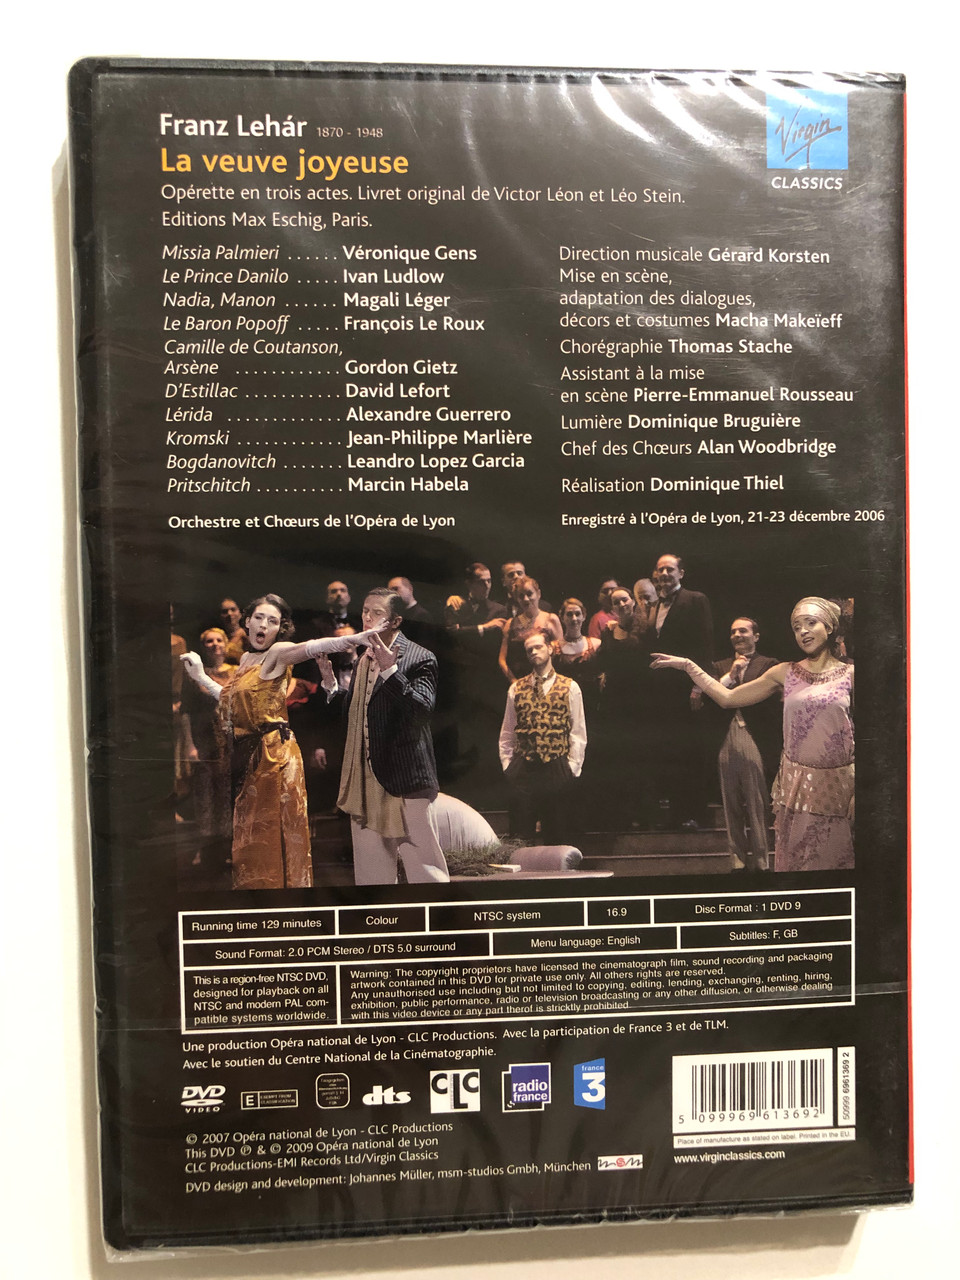 Franz Lehár 1870 - 1948
La veuve joyeuse
Opérette en trois actes. Livret original de Victor Léon et Léo Stein.
Editions Max Eschig, Paris.
Virgin
CLASSICS
Missia Palmieri ...... Véronique Gens
Le Prince Danilo ..... Ivan Ludlow
Nadia, Manon ...... Magali Léger
Le Baron Popoff ..... François Le Roux
Camille de Coutanson,
Arsène ............ Gordon Gietz
D'Estillac ........... David Lefort
Lérida ............. Alexandre Guerrero
Kromski ............ Jean-Philippe Marlière
Bogdanovitch ....... Leandro Lopez Garcia
Pritschitch .......... Marcin Habela
Orchestre et Chœurs de l'Opéra de Lyon
Direction musicale Gérard Korsten
Mise en scène,
adaptation des dialogues,
décors et costumes Macha Makeïeff
Chorégraphie Thomas Stache
Assistant à la mise
en scène Pierre-Emmanuel Rousseau
Lumière Dominique Bruguière
Chef des Chœurs Alan Woodbridge
Réalisation Dominique Thiel
Enregistré à l'Opéra de Lyon, 21-23 décembre 2006
Running time 129 minutes
Colour
NTSC system
16.9
Disc Format : 1 DVD 9
Sound Format: 2.0 PCM Stereo / DTS 5.0 surround
Menu language: English
Subtitles: F, GB
This is a region-free NTSC DVD,
designed for playback on all
NTSC and modern PAL com-
patible systems worldwide.
Warning: The copyright proprietors have licensed the cinematograph film, sound recording and packaging
artwork contained in this DVD for private use only. All others rights are reserved.
Any unauthorised use including but not limited to copying, editing, lending, exchanging, renting, hiring,
exhibition, public performance, radio or television broadcasting or any other diffusion, or otherwise dealing
with this video device or any part therof is strictly prohibited.
Une production Opéra national de Lyon - CLC Productions. Avec la participation de France 3 et de TLM.
Avec le soutien du Centre National de la Cinématographie.
DVD
VIDEO
E EXEMPT FROM CLASSIFICATION
dts
CLC
radio
france
france
3
5 099969 613692
50999 6961369 2
Place of manufacture as stated on label. Printed in the EU.
www.virginclassics.com
© 2007 Opéra national de Lyon - CLC Productions
This DVD ℗ & © 2009 Opéra national de Lyon
CLC Productions-EMI Records Ltd/Virgin Classics
DVD design and development: Johannes Müller, msm-studios Gmbh, München
msm